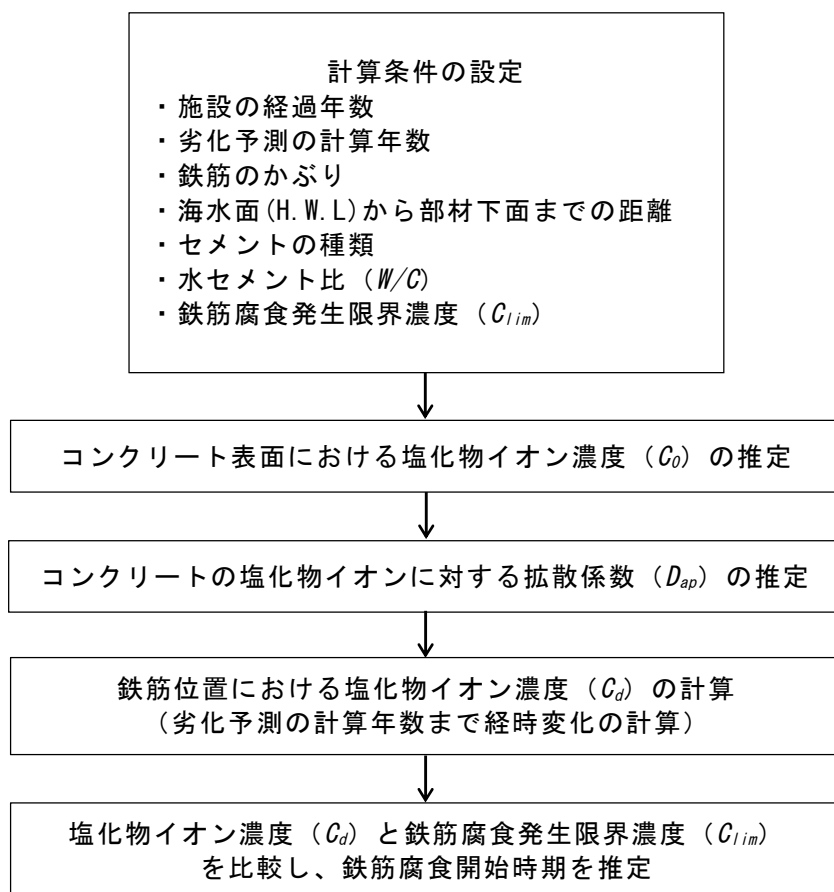 計算条件の設定
・施設の経過年数
・劣化予測の計算年数
・鉄筋のかぶり
・海水面(H.W.L)から部材下面までの距離
・セメントの種類
・水セメント比（W/C）
・鉄筋腐食発生限界濃度（Clim）
コンクリート表面における塩化物イオン濃度（C0）の推定
コンクリートの塩化物イオンに対する拡散係数（Dap）の推定
鉄筋位置における塩化物イオン濃度（Cd）の計算
（劣化予測の計算年数まで経時変化の計算）
塩化物イオン濃度（Cd）と鉄筋腐食発生限界濃度（Clim）
を比較し、鉄筋腐食開始時期を推定